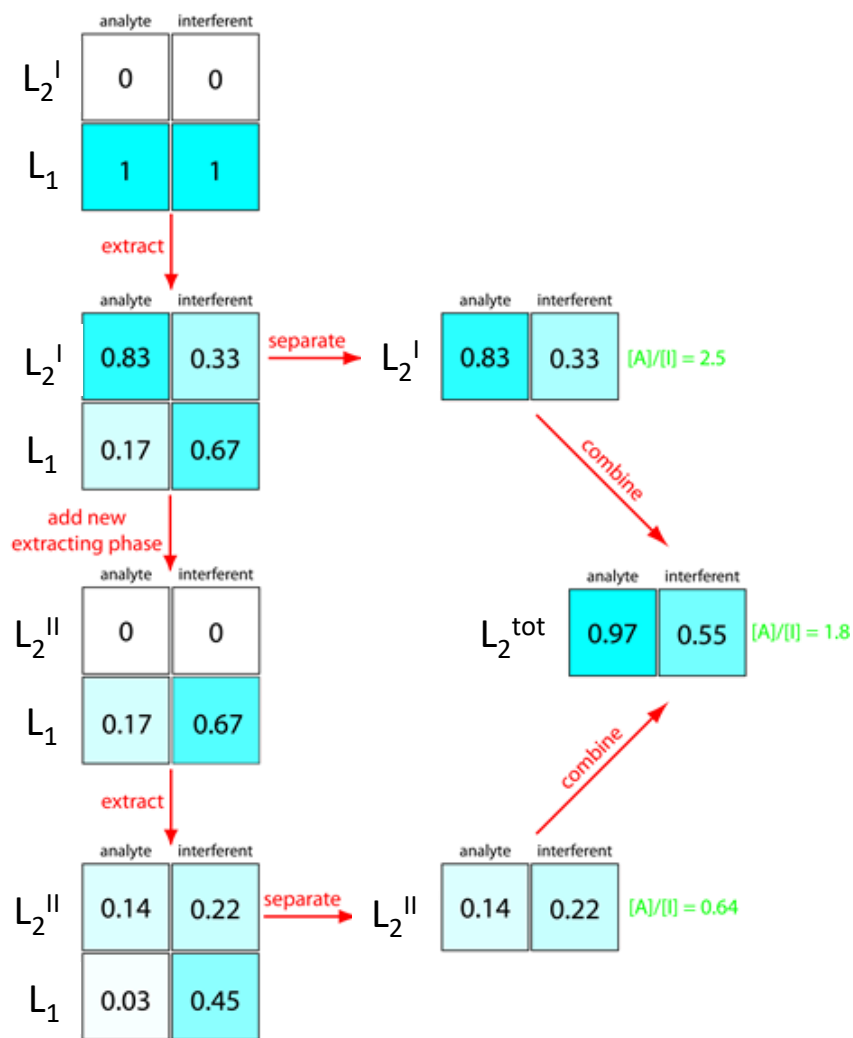 analyte interferent
L₂ᴵ 0 0
L₁ 1 1
extract
analyte interferent
L₂ᴵ 0.83 0.33
L₁ 0.17 0.67
separate
analyte interferent
L₂ᴵ 0.83 0.33 [A]/[I] = 2.5
combine
add new
extracting phase
analyte interferent
L₂ᴵᴵ 0 0
L₁ 0.17 0.67
analyte interferent
L₂ᵗᵒᵗ 0.97 0.55 [A]/[I] = 1.8
extract
combine
analyte interferent
L₂ᴵᴵ 0.14 0.22
L₁ 0.03 0.45
separate
analyte interferent
L₂ᴵᴵ 0.14 0.22 [A]/[I] = 0.64